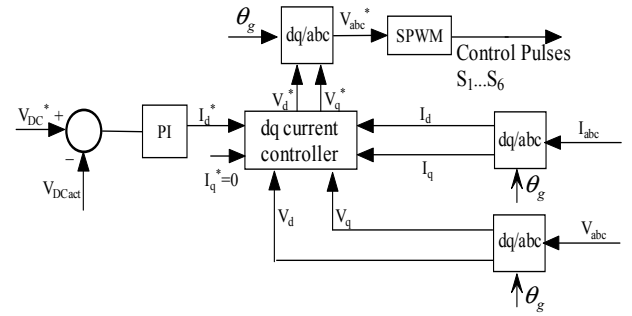 θg
dq/abc
Vabc*
SPWM
Control Pulses
S1...S6
Vd*
Vq*
VDC*
+
−
VDCact
PI
Id*
dq current
controller
Iq*=0
Id
Iq
dq/abc
Iabc
θg
Vd
Vq
dq/abc
Vabc
θg